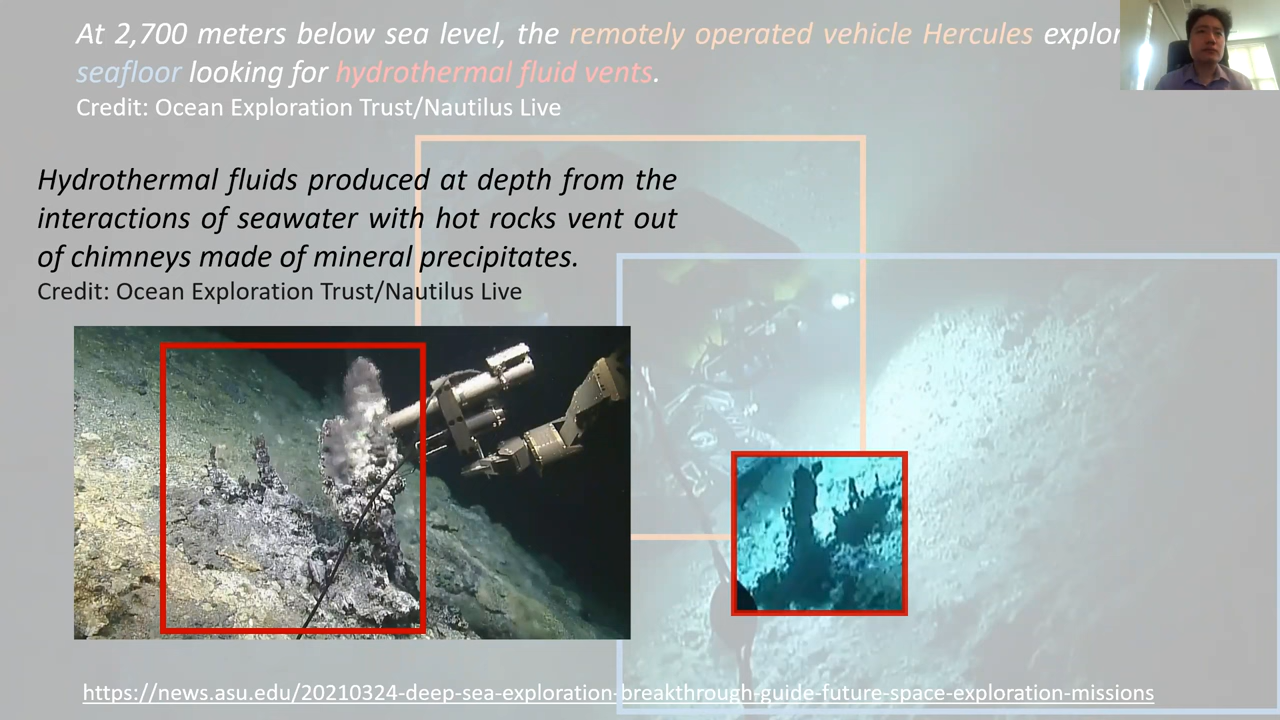 At 2,700 meters below sea level, the remotely operated vehicle Hercules
seafloor looking for hydrothermal fluid vents.
Credit: Ocean Exploration Trust/Nautilus Live
Hydrothermal fluids produced at depth from the
interactions of seawater with hot rocks vent out
of chimneys made of mineral precipitates.
Credit: Ocean Exploration Trust/Nautilus Live
https://news.asu.edu/20210324-deep-sea-exploration-breakthrough-guide-future-space-exploration-missions